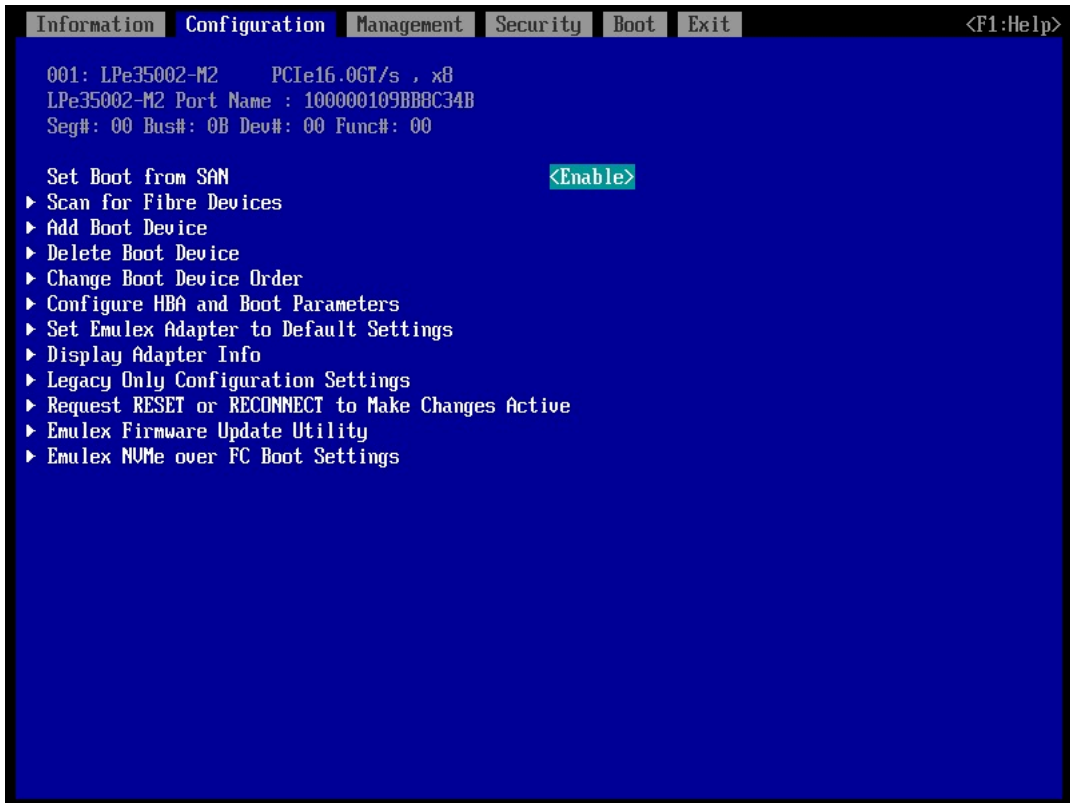 Information Configuration Management Security Boot Exit <F1:Help>
001: LPe35002-M2 PCIe16.0GT/s , x8
LPe35002-M2 Port Name : 100000109BB8C34B
Seg#: 00 Bus#: 0B Dev#: 00 Func#: 00
Set Boot from SAN <Enable>
Scan for Fibre Devices
Add Boot Device
Delete Boot Device
Change Boot Device Order
Configure HBA and Boot Parameters
Set Emulex Adapter to Default Settings
Display Adapter Info
Legacy Only Configuration Settings
Request RESET or RECONNECT to Make Changes Active
Emulex Firmware Update Utility
Emulex NVMe over FC Boot Settings